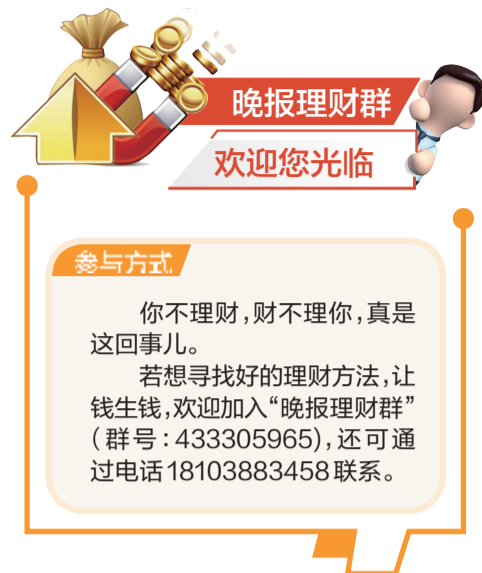 晚报理财群
欢迎您光临
参与方式
你不理财,财不理你,真是
这回事儿。
若想寻找好的理财方法,让
钱生钱,欢迎加入“晚报理财群”
(群号:433305965),还可通
过电话18103883458联系。